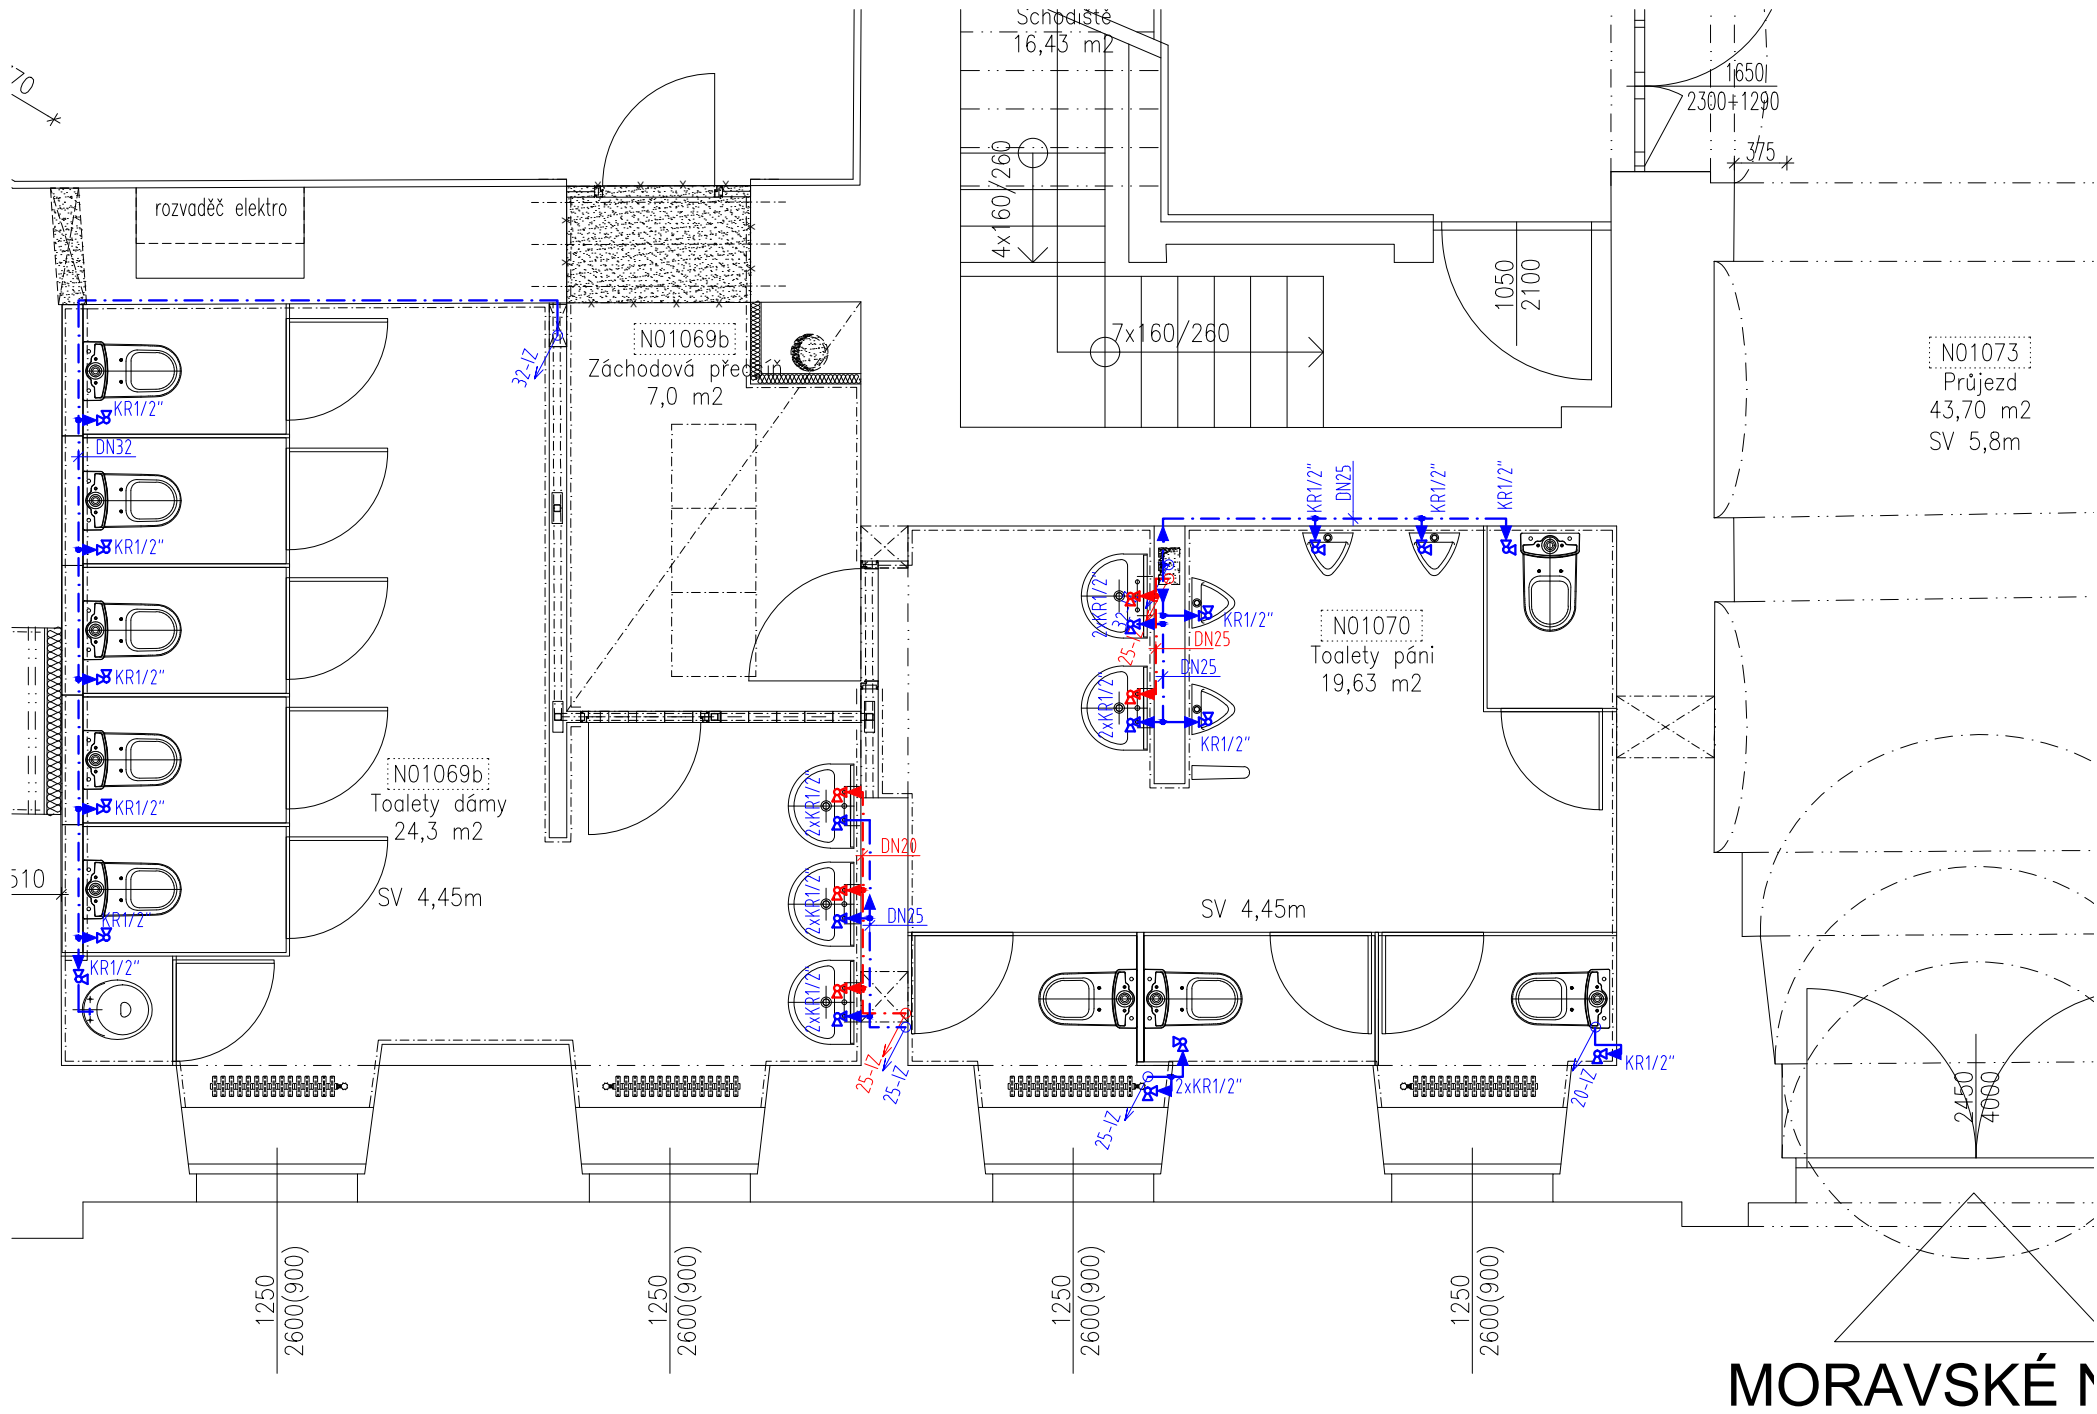 Schodiště
16,43 m2
1650
2300+1290
375
rozvaděč elektro
4x160/260
7x160/260
1050
2100
N01069b
Záchodová
7,0 m2
32-IZ
N01073
Průjezd
43,70 m2
SV 5,8m
KR1/2"
DN32
KR1/2"
KR1/2"
KR1/2"
KR1/2"
KR1/2"
KR1/2"
DN25
KR1/2"
KR1/2"
2xKR1/2"
KR1/2"
DN25
DN25
2xKR1/2"
KR1/2"
N01070
Toalety páni
19,63 m2
N01069b
Toalety dámy
24,3 m2
SV 4,45m
2xKR1/2"
DN20
2xKR1/2"
DN25
2xKR1/2"
25-IZ
25-IZ
SV 4,45m
2xKR1/2"
25-IZ
KR1/2"
20-IZ
2450
4000
1250
2600(900)
1250
2600(900)
1250
2600(900)
1250
2600(900)
MORAVSKÉ